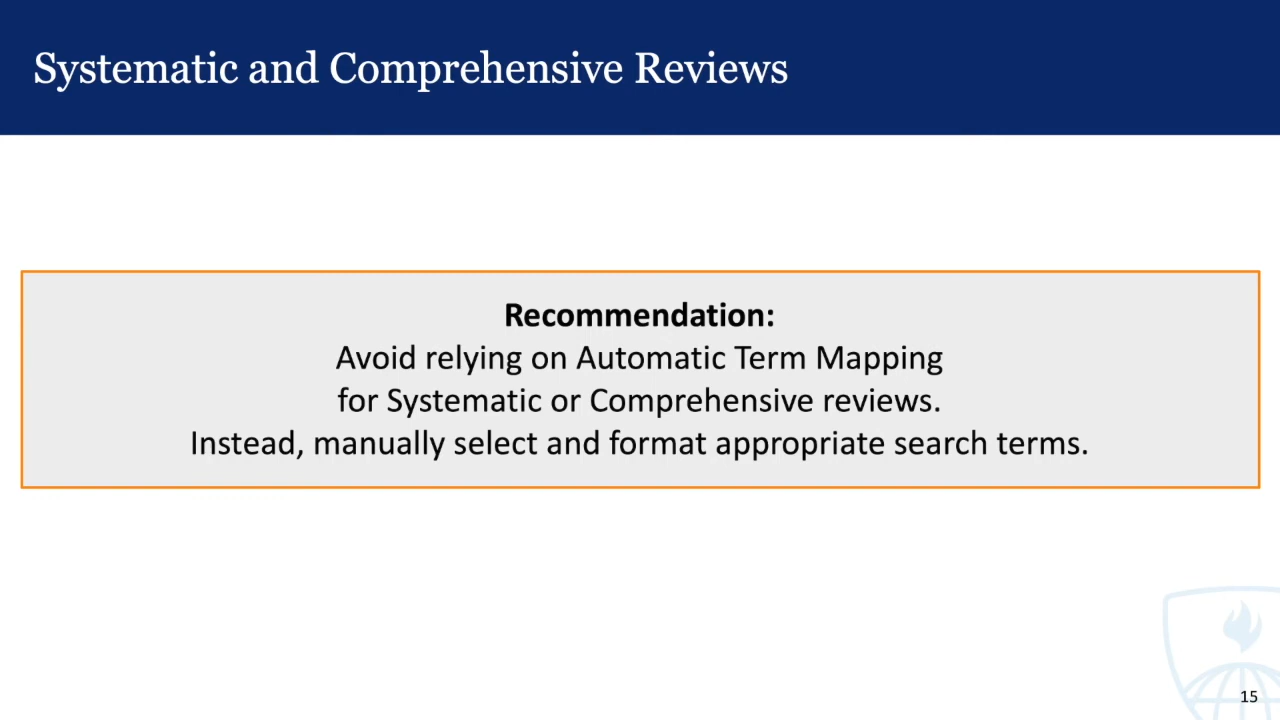 Systematic and Comprehensive Reviews
Recommendation:
Avoid relying on Automatic Term Mapping
for Systematic or Comprehensive reviews.
Instead, manually select and format appropriate search terms.
15